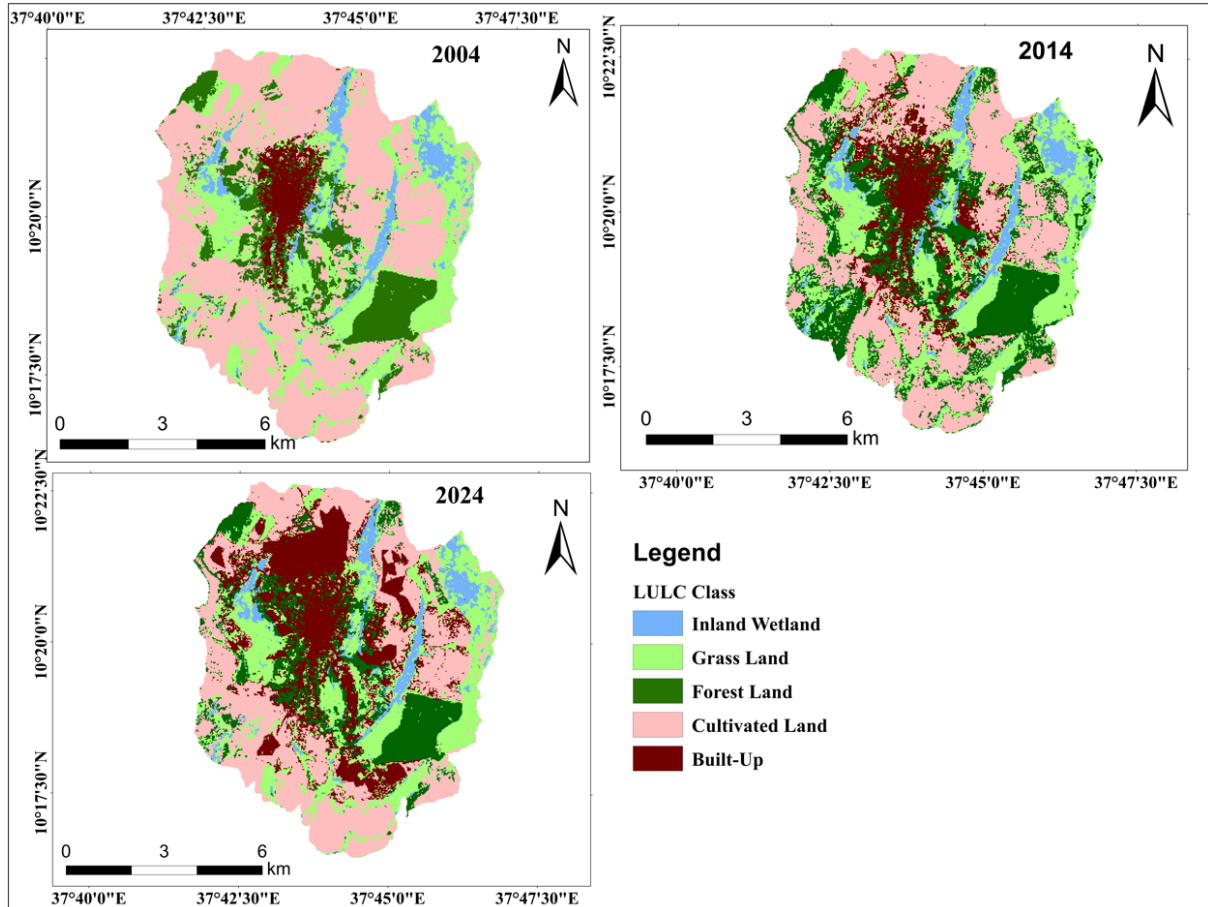 37°40'0"E 37°42'30"E 37°45'0"E 37°47'30"E
2004
N
10°20'0"N
10°17'30"N
0 3 6
km
2014
N
10°22'30"N
10°20'0"N
10°17'30"N
0 3 6
km
37°40'0"E 37°42'30"E 37°45'0"E 37°47'30"E
2024
N
10°22'30"N
10°20'0"N
10°17'30"N
0 3 6
km
37°40'0"E 37°42'30"E 37°45'0"E 37°47'30"E
Legend
LULC Class
Inland Wetland
Grass Land
Forest Land
Cultivated Land
Built-Up